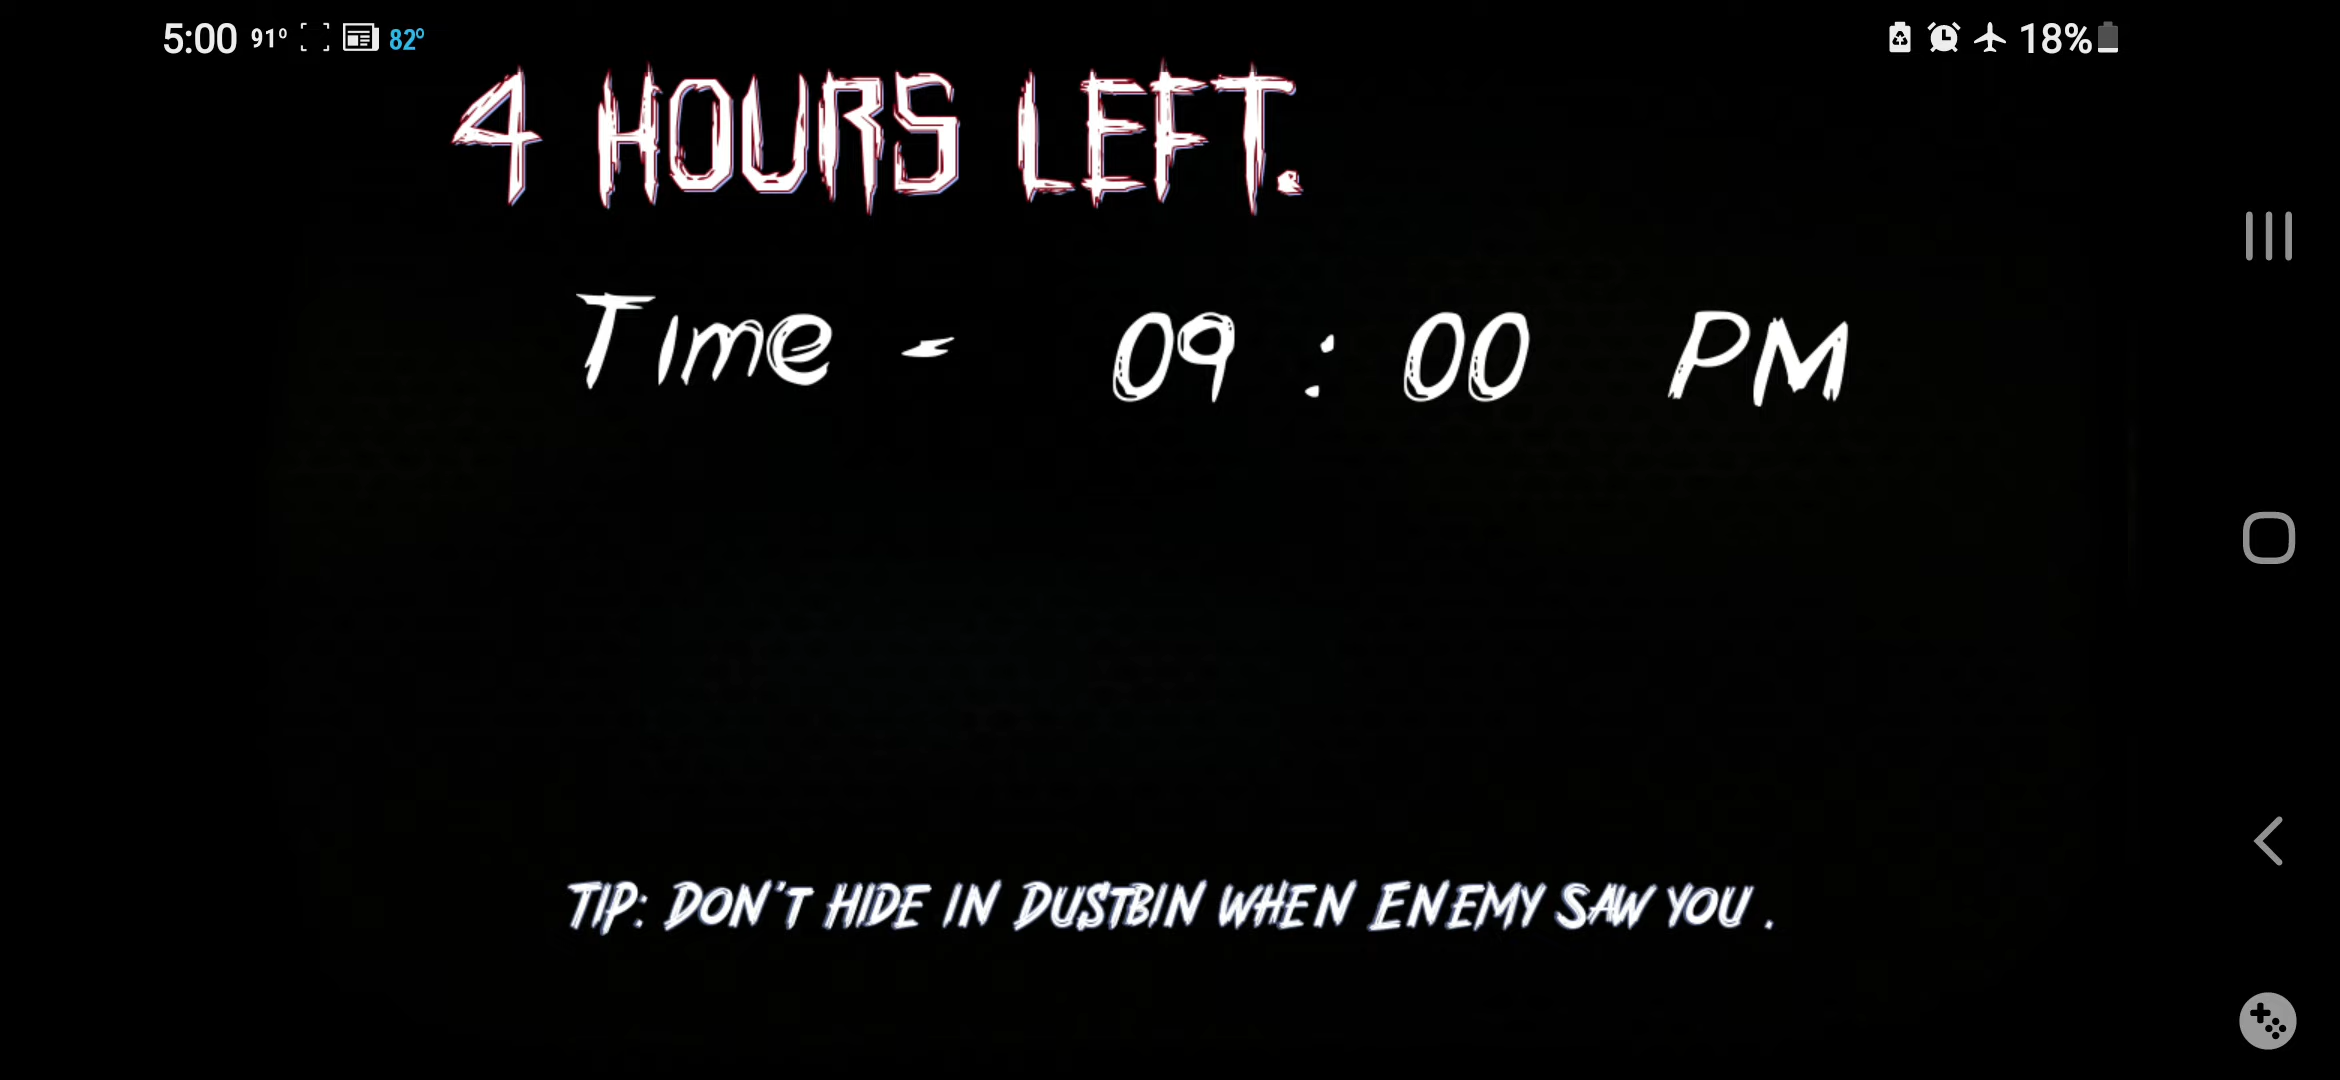 5:00 91° 82° 18%
4 HOURS LEFT.
Time - 09 : 00 PM
TIP: DON'T HIDE IN DUSTBIN WHEN ENEMY SAW YOU .